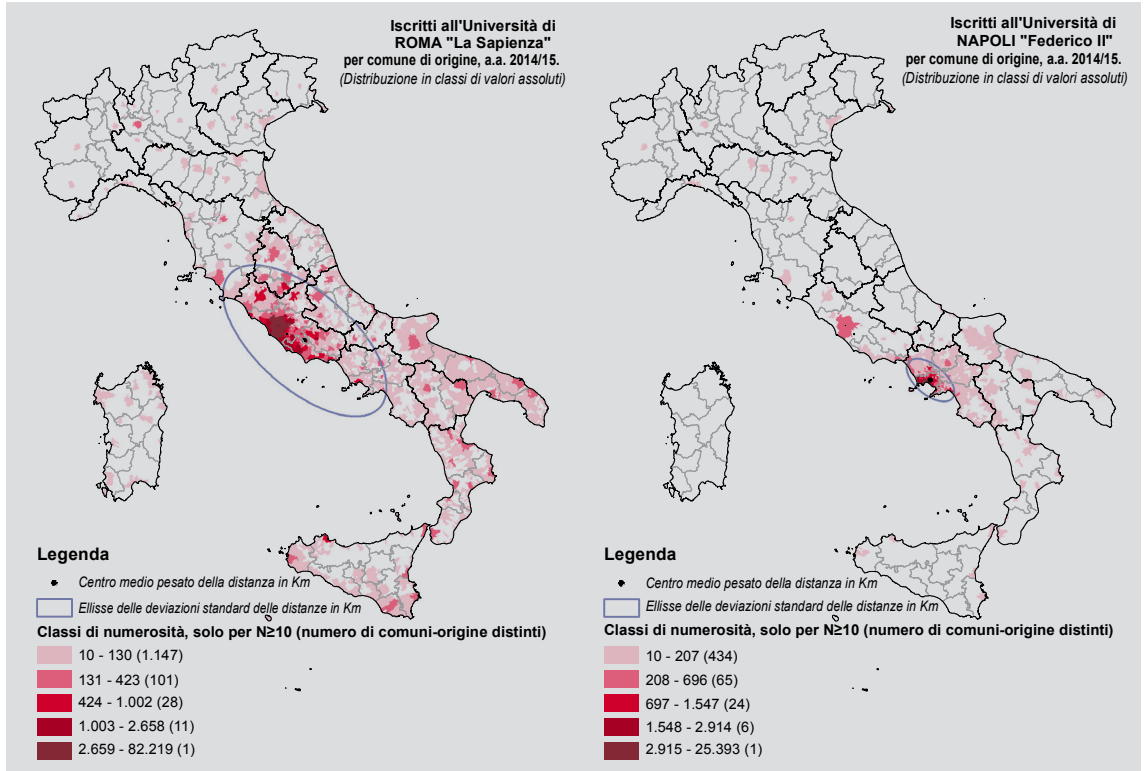 Iscritti all'Università di
ROMA "La Sapienza"
per comune di origine, a.a. 2014/15.
(Distribuzione in classi di valori assoluti)
Legenda
Centro medio pesato della distanza in Km
Ellisse delle deviazioni standard delle distanze in Km
Classi di numerosità, solo per N≥10 (numero di comuni-origine distinti)
10 - 130 (1.147)
131 - 423 (101)
424 - 1.002 (28)
1.003 - 2.658 (11)
2.659 - 82.219 (1)
Iscritti all'Università di
NAPOLI "Federico II"
per comune di origine, a.a. 2014/15.
(Distribuzione in classi di valori assoluti)
Legenda
Centro medio pesato della distanza in Km
Ellisse delle deviazioni standard delle distanze in Km
Classi di numerosità, solo per N≥10 (numero di comuni-origine distinti)
10 - 207 (434)
208 - 696 (65)
697 - 1.547 (24)
1.548 - 2.914 (6)
2.915 - 25.393 (1)